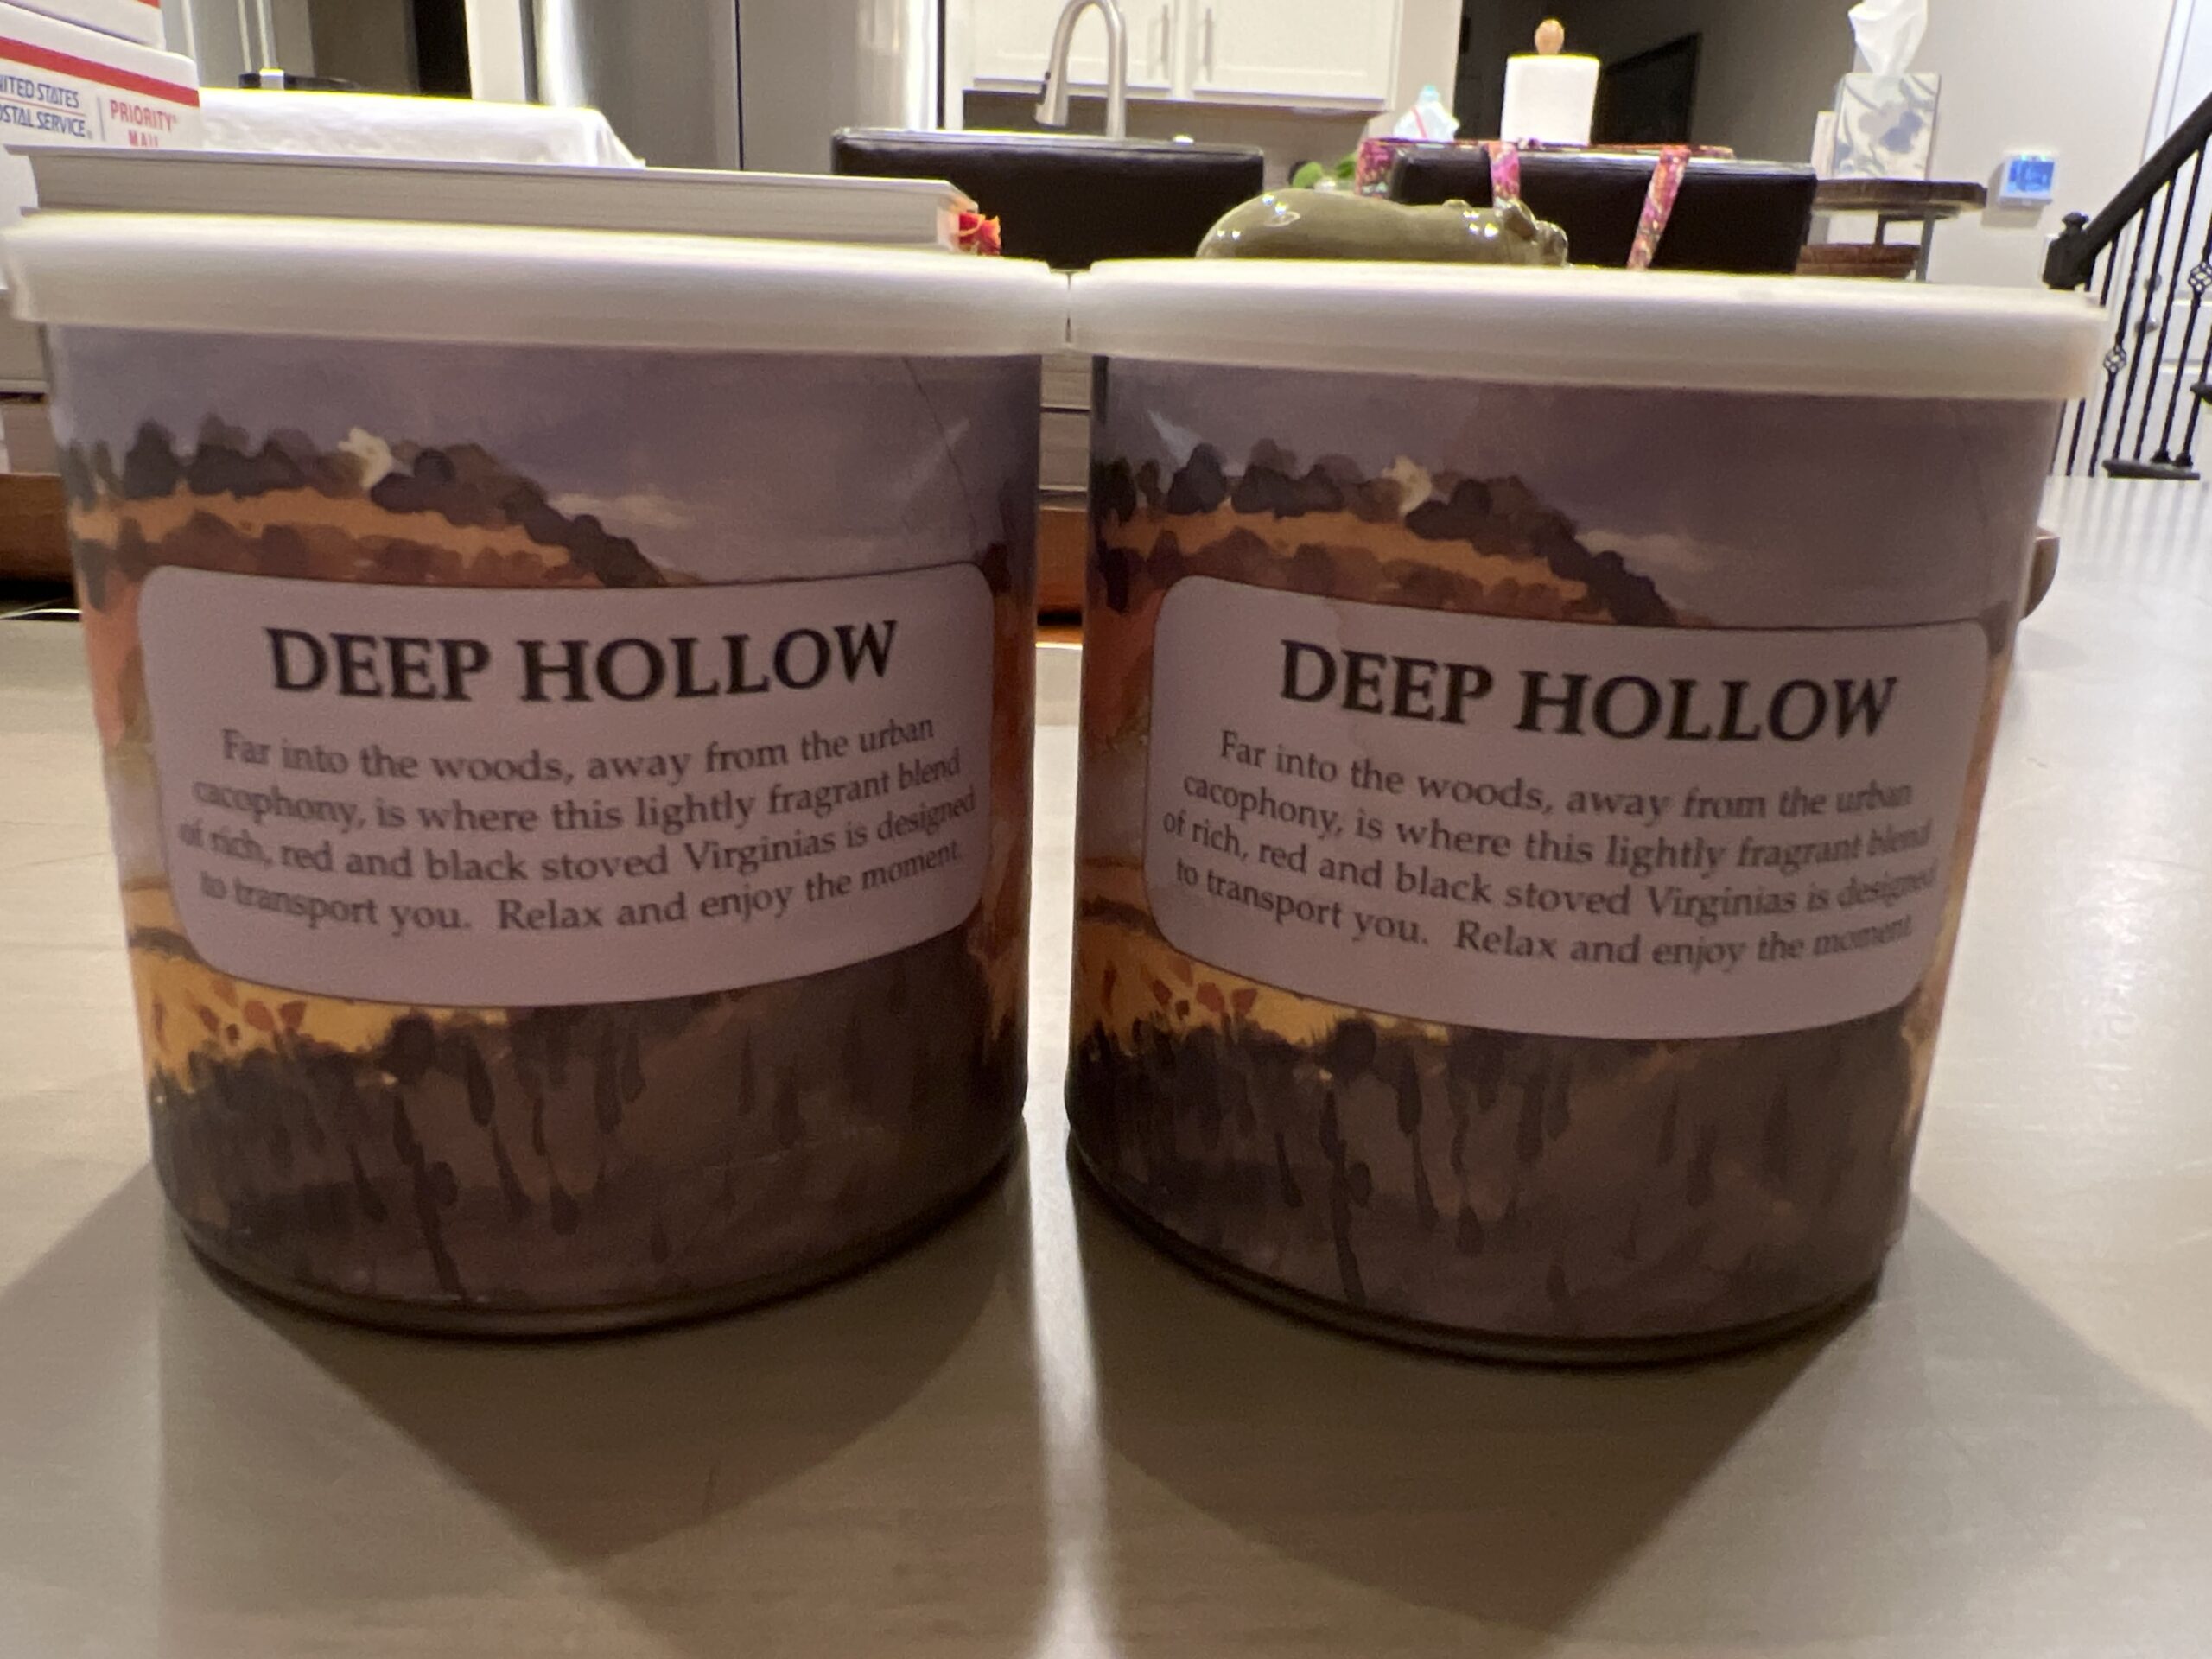 UNITED STATES
POSTAL SERVICE®
PRIORITY
MAIL
DEEP HOLLOW
Far into the woods, away from the urban
cacophony, is where this lightly fragrant blend
of rich, red and black stoved Virginias is designed
to transport you. Relax and enjoy the moment.
DEEP HOLLOW
Far into the woods, away from the urban
cacophony, is where this lightly fragrant blend
of rich, red and black stoved Virginias is designed
to transport you. Relax and enjoy the moment.